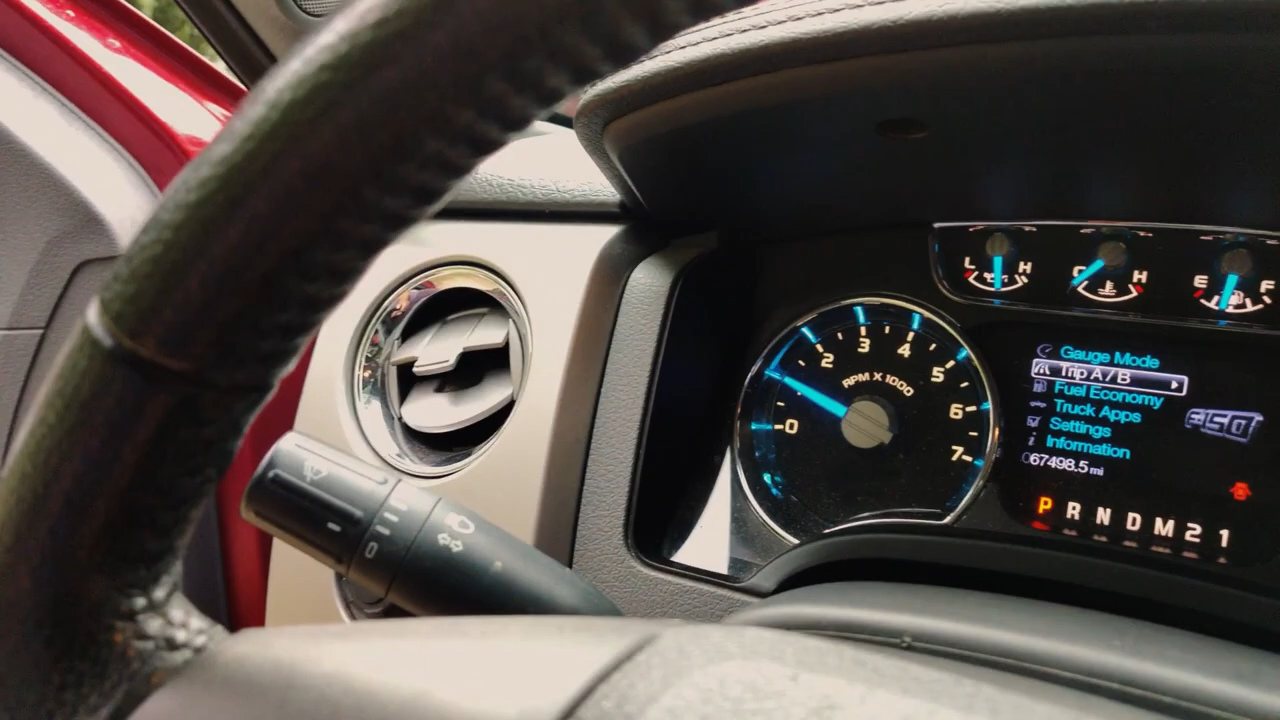 L H
C H
E F
0 2 3 4 5 6 7
RPM X 1000
Gauge Mode
Trip A / B
Fuel Economy
Truck Apps
Settings
Information
F150
067498.5 mi
P R N D M 2 1